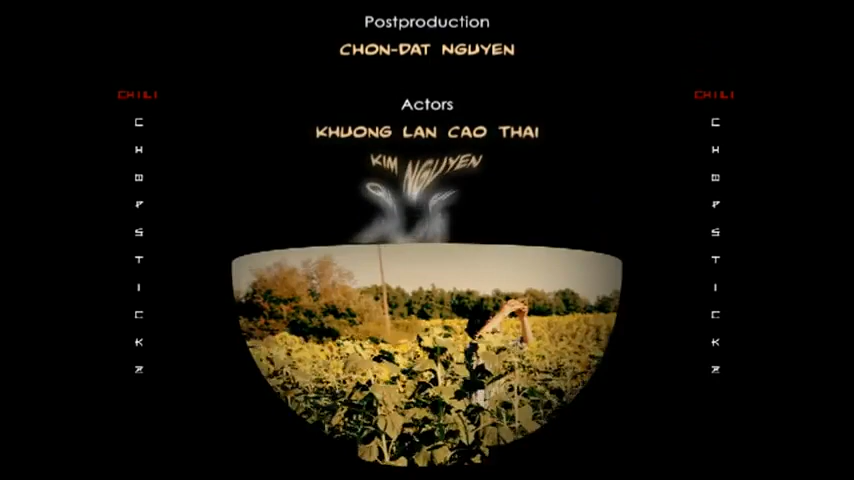 Postproduction
CHON-DAT NGUYEN
Actors
KHUONG LAN CAO THAI
KIM NGUYEN
CHILI
C
H
O
P
S
T
I
C
K
Z
CHILI
C
H
O
P
S
T
I
C
K
Z